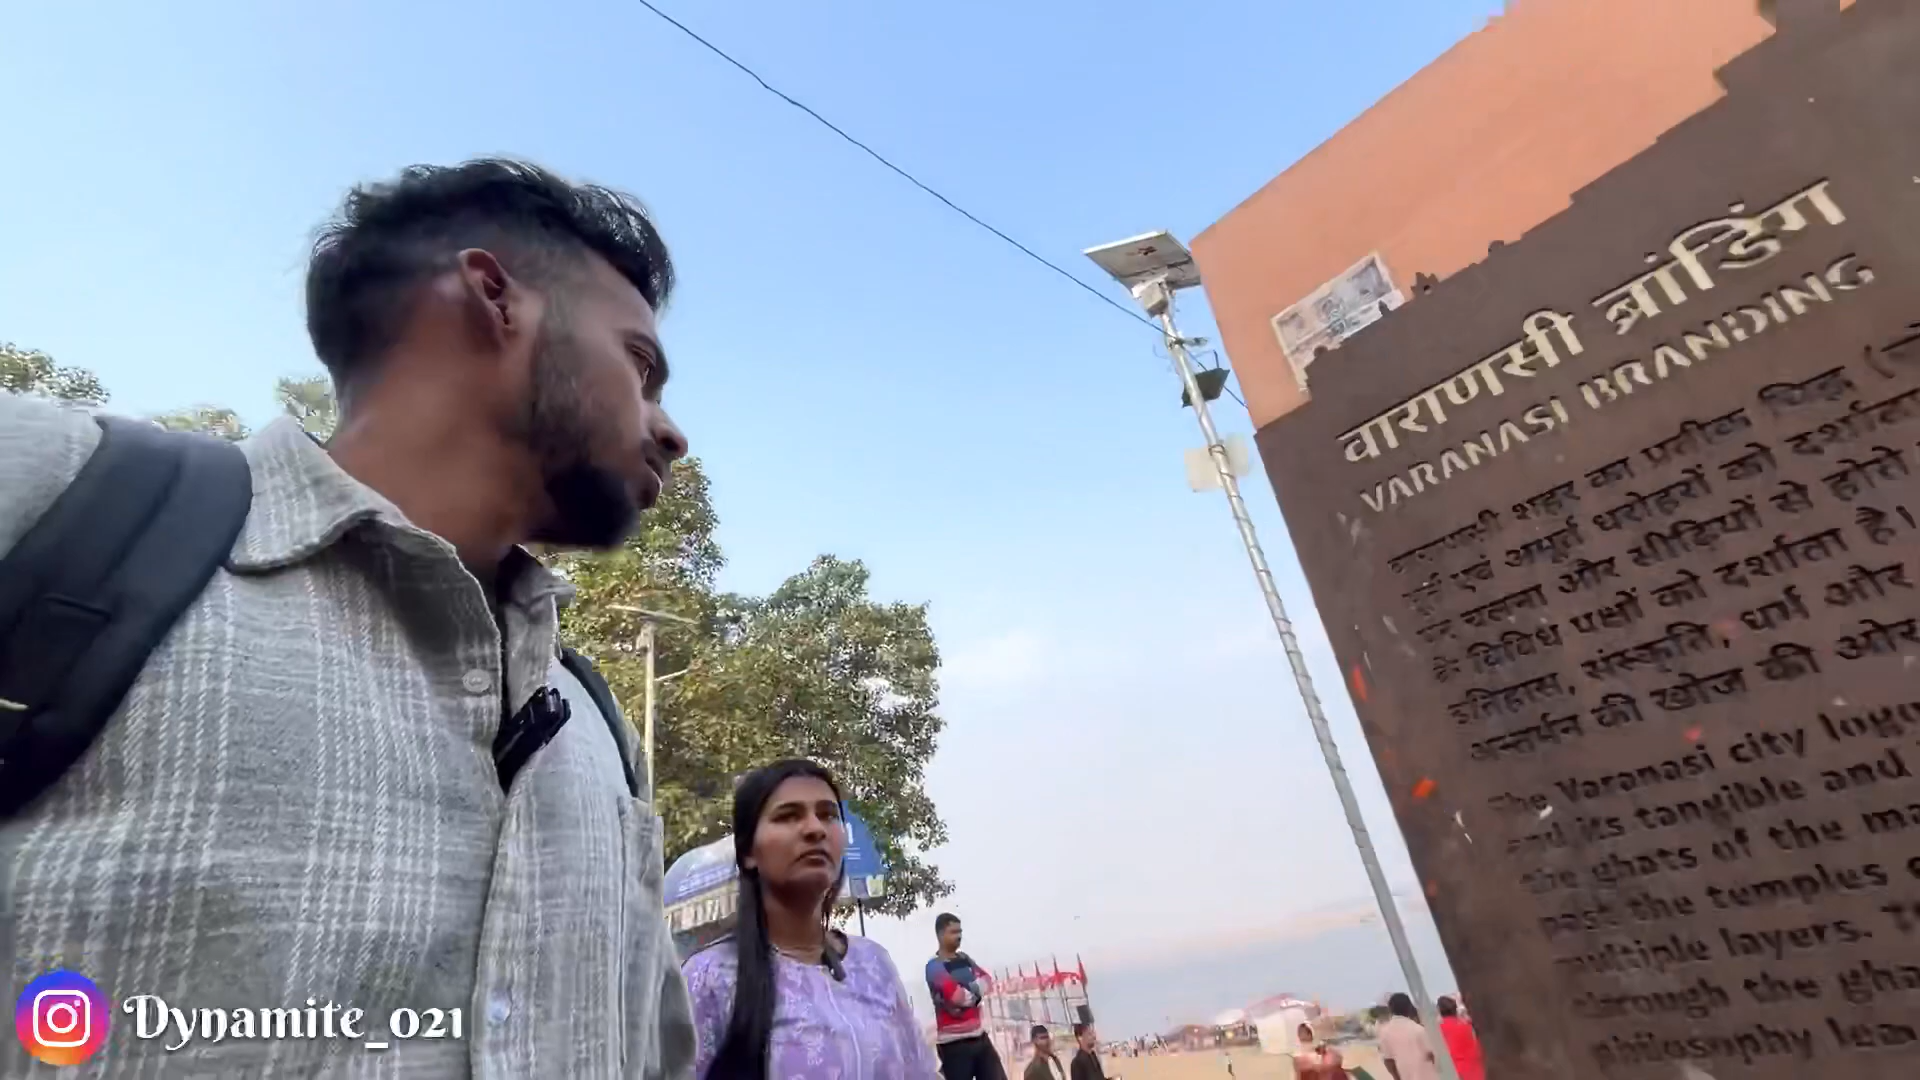 वाराणसी ब्रांडिंग
VARANASI BRANDING
वाराणसी शहर का प्रतीक चिह्न
मूर्त एवं अमूर्त धरोहरों को दर्शाता
पर चलना और सीढ़ियों से होते
के विविध पक्षों को दर्शाता है।
इतिहास, संस्कृति, धर्म और
अन्तर्मन की खोज की ओर
The Varanasi city logo
and its tangible and
the ghats of the
past the temples
multiple layers.
through the
philosophy
Dynamite_021